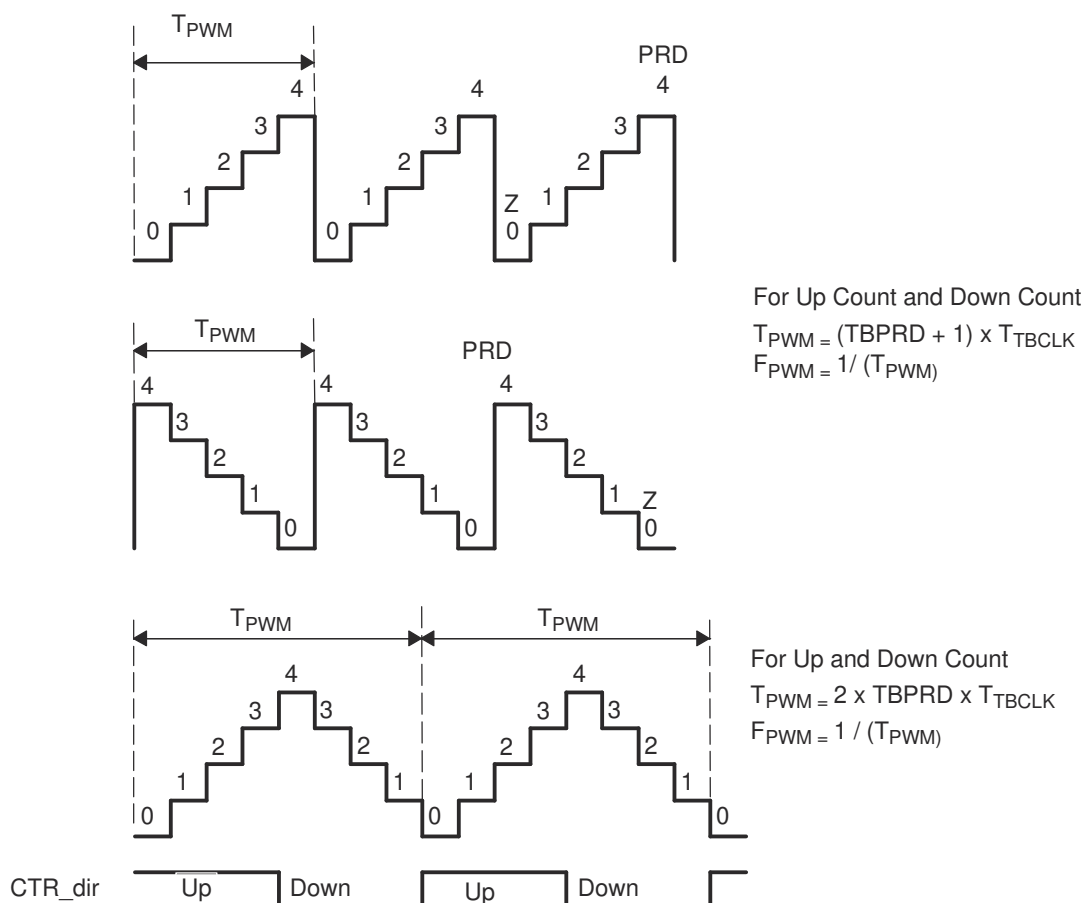 TPWM
PRD
4 4 4
3 3 3
2 2 2
1 1 Z 1
0 0 0
For Up Count and Down Count
TPWM = (TBPRD + 1) x TTBCLK
FPWM = 1/ (TPWM)
TPWM
PRD
4 4 4
3 3 3
2 2 2
1 1 1 Z
0 0 0
TPWM TPWM
4 4
3 3 3 3
2 2 2 2
1 1 1 1
0 0 0
For Up and Down Count
TPWM = 2 x TBPRD x TTBCLK
FPWM = 1 / (TPWM)
CTR_dir Up Down Up Down